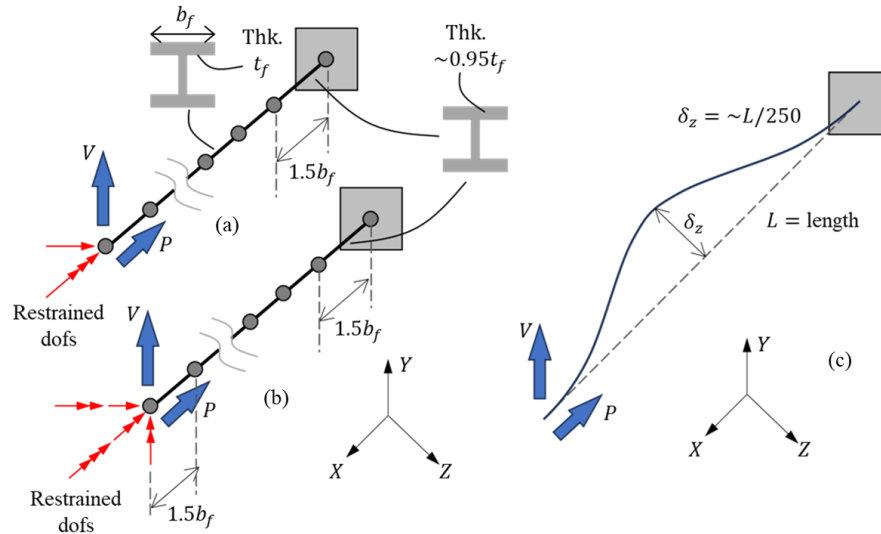 b_f
Thk.
t_f
Thk.
~0.95t_f
V
1.5b_f
(a)
P
Restrained
dofs
V
1.5b_f
(b)
P
Restrained
dofs
1.5b_f
Y
X
Z
δ_z = ~L/250
δ_z
L = length
V
P
(c)
Y
X
Z